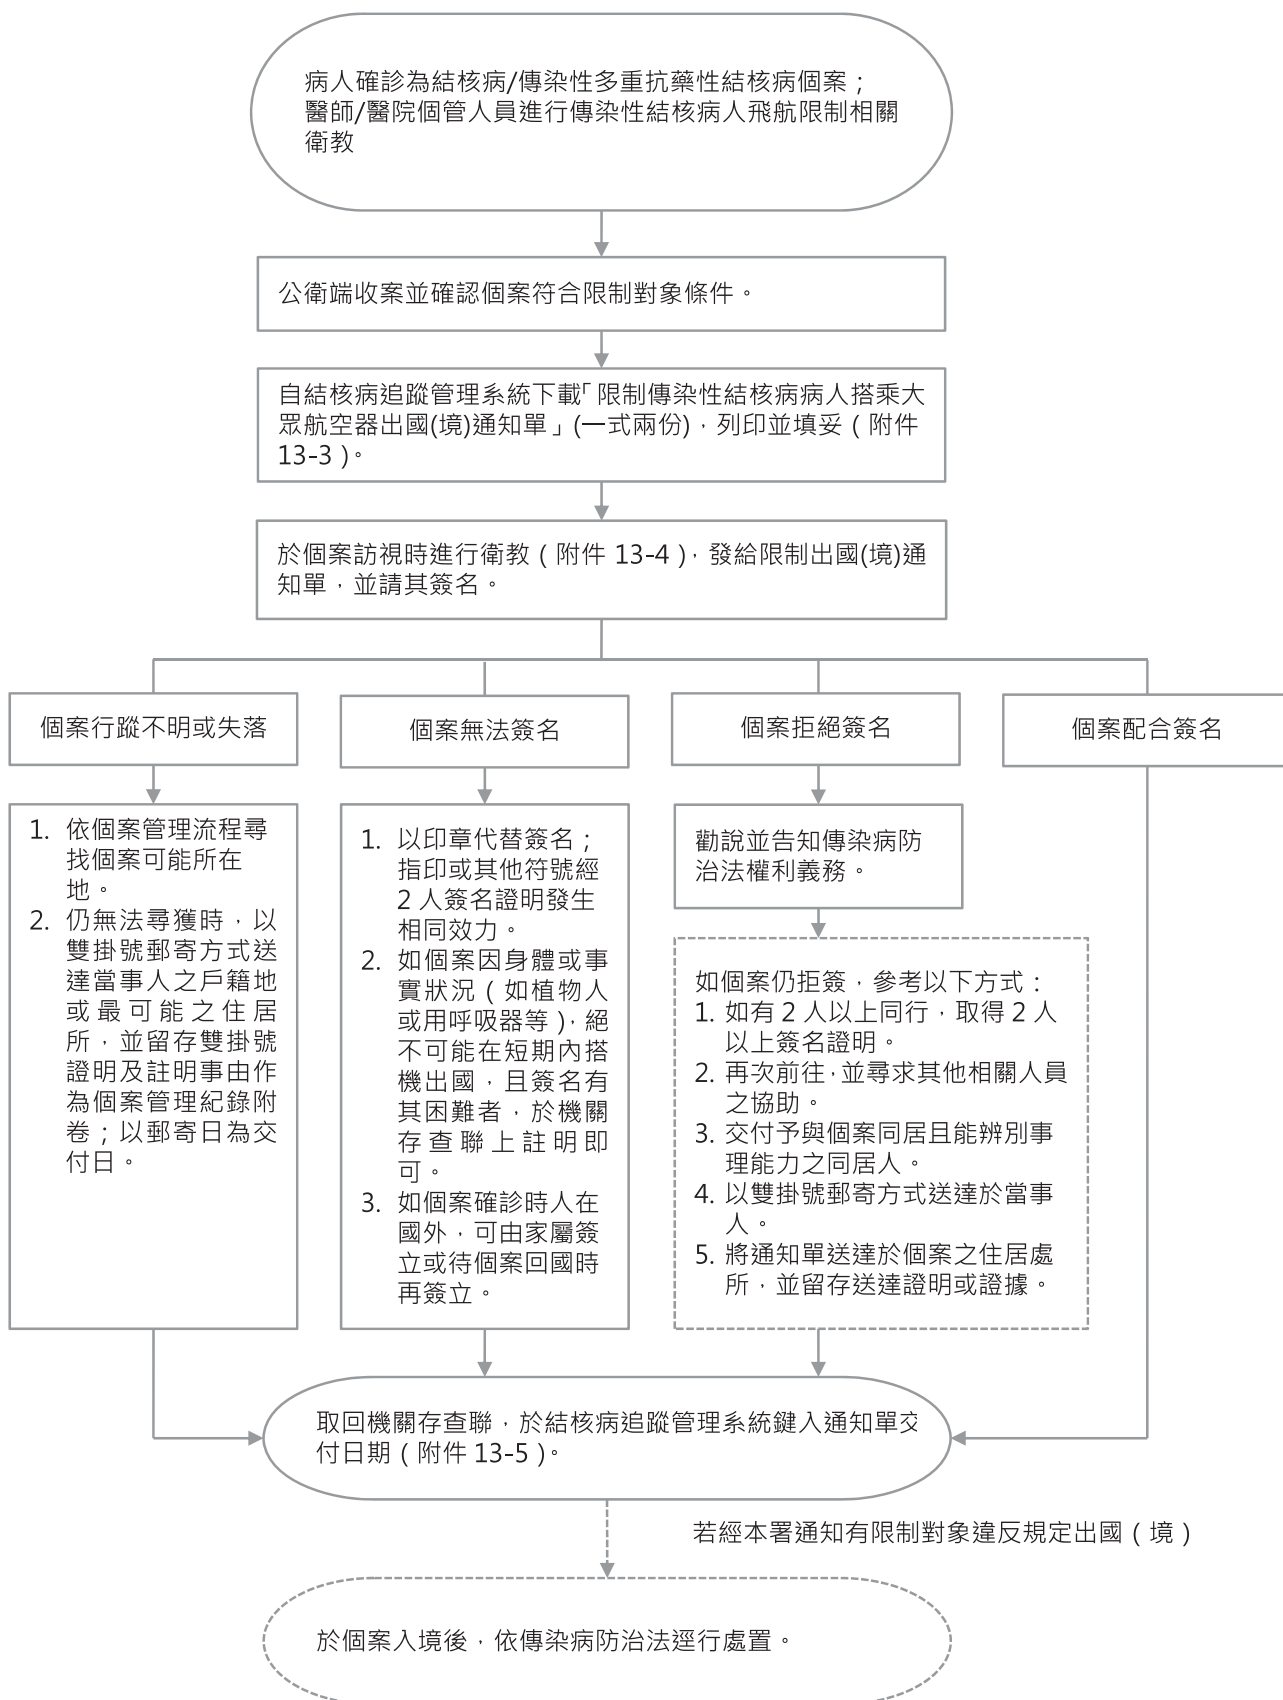 病人確診為結核病/傳染性多重抗藥性結核病個案；
醫師/醫院個管人員進行傳染性結核病人飛航限制相關
衛教
公衛端收案並確認個案符合限制對象條件。
自結核病追蹤管理系統下載「限制傳染性結核病病人搭乘大
眾航空器出國(境)通知單」(一式兩份)，列印並填妥（附件
13-3）。
於個案訪視時進行衛教（附件 13-4），發給限制出國(境)通
知單，並請其簽名。
個案行蹤不明或失落
1. 依個案管理流程尋
找個案可能所在
地。
2. 仍無法尋獲時，以
雙掛號郵寄方式送
達當事人之戶籍地
或最可能之住居
所，並留存雙掛號
證明及註明事由作
為個案管理紀錄附
卷；以郵寄日為交
付日。
個案無法簽名
1. 以印章代替簽名；
指印或其他符號經
2 人簽名證明發生
相同效力。
2. 如個案因身體或事
實狀況（如植物人
或用呼吸器等），絕
不可能在短期內搭
機出國，且簽名有
其困難者，於機關
存查聯上註明即
可。
3. 如個案確診時人在
國外，可由家屬簽
立或待個案回國時
再簽立。
個案拒絕簽名
勸說並告知傳染病防
治法權利義務。
如個案仍拒簽，參考以下方式：
1. 如有 2 人以上同行，取得 2 人
以上簽名證明。
2. 再次前往，並尋求其他相關人員
之協助。
3. 交付予與個案同居且能辨別事
理能力之同居人。
4. 以雙掛號郵寄方式送達於當事
人。
5. 將通知單送達於個案之住居處
所，並留存送達證明或證據。
個案配合簽名
取回機關存查聯，於結核病追蹤管理系統鍵入通知單交
付日期（附件 13-5）。
若經本署通知有限制對象違反規定出國（境）
於個案入境後，依傳染病防治法逕行處置。